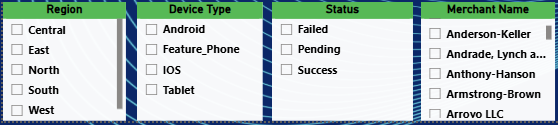 Region
Central
East
North
South
West
Device Type
Android
Feature_Phone
IOS
Tablet
Status
Failed
Pending
Success
Merchant Name
Anderson-Keller
Andrade, Lynch a...
Anthony-Hanson
Armstrong-Brown
Arroyo LLC